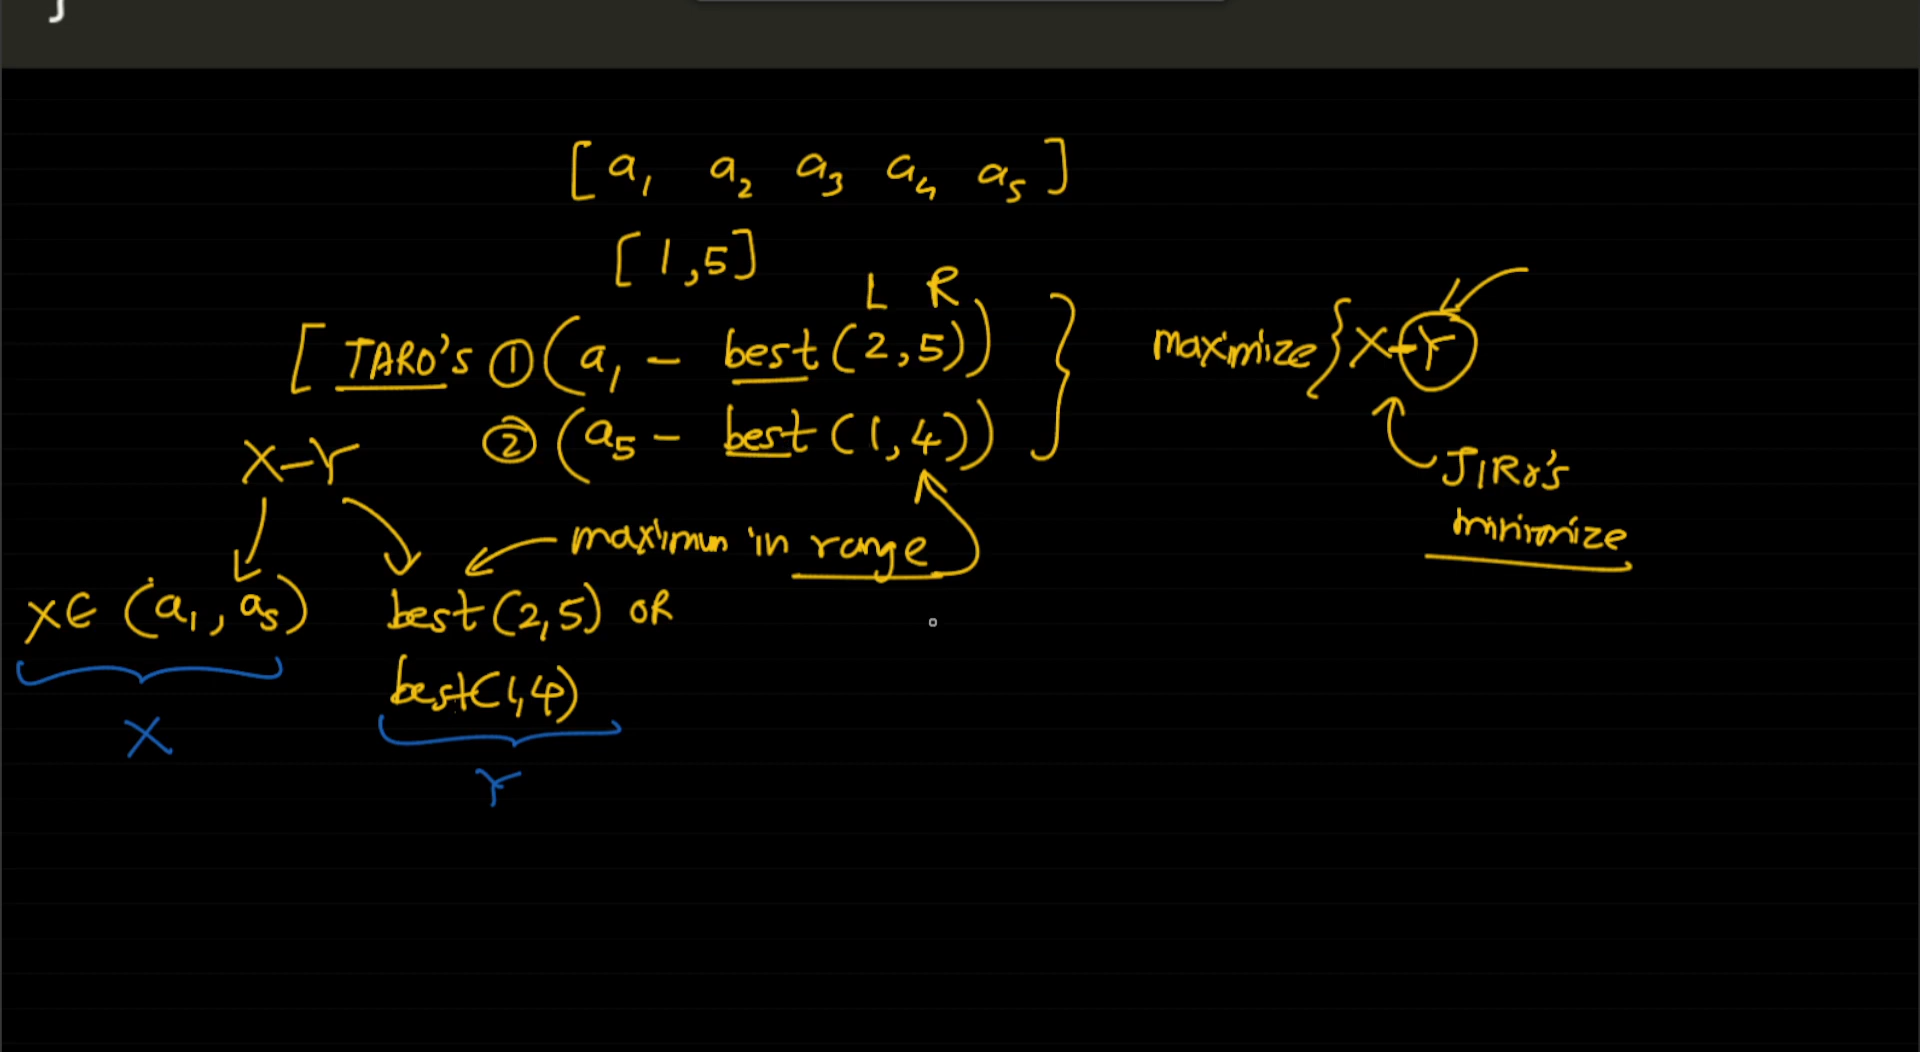 }
[a₁ a₂ a₃ a₄ a₅]
[1,5]
L R
[TARO's ① (a₁ – best(2,5)) } maximize {X-Y
② (a₅ – best(1,4))
X-Y
JIRO's
minimize
maximum in range
X∈ (a₁, a₅) best(2,5) OR
best(1,4)
X
Y